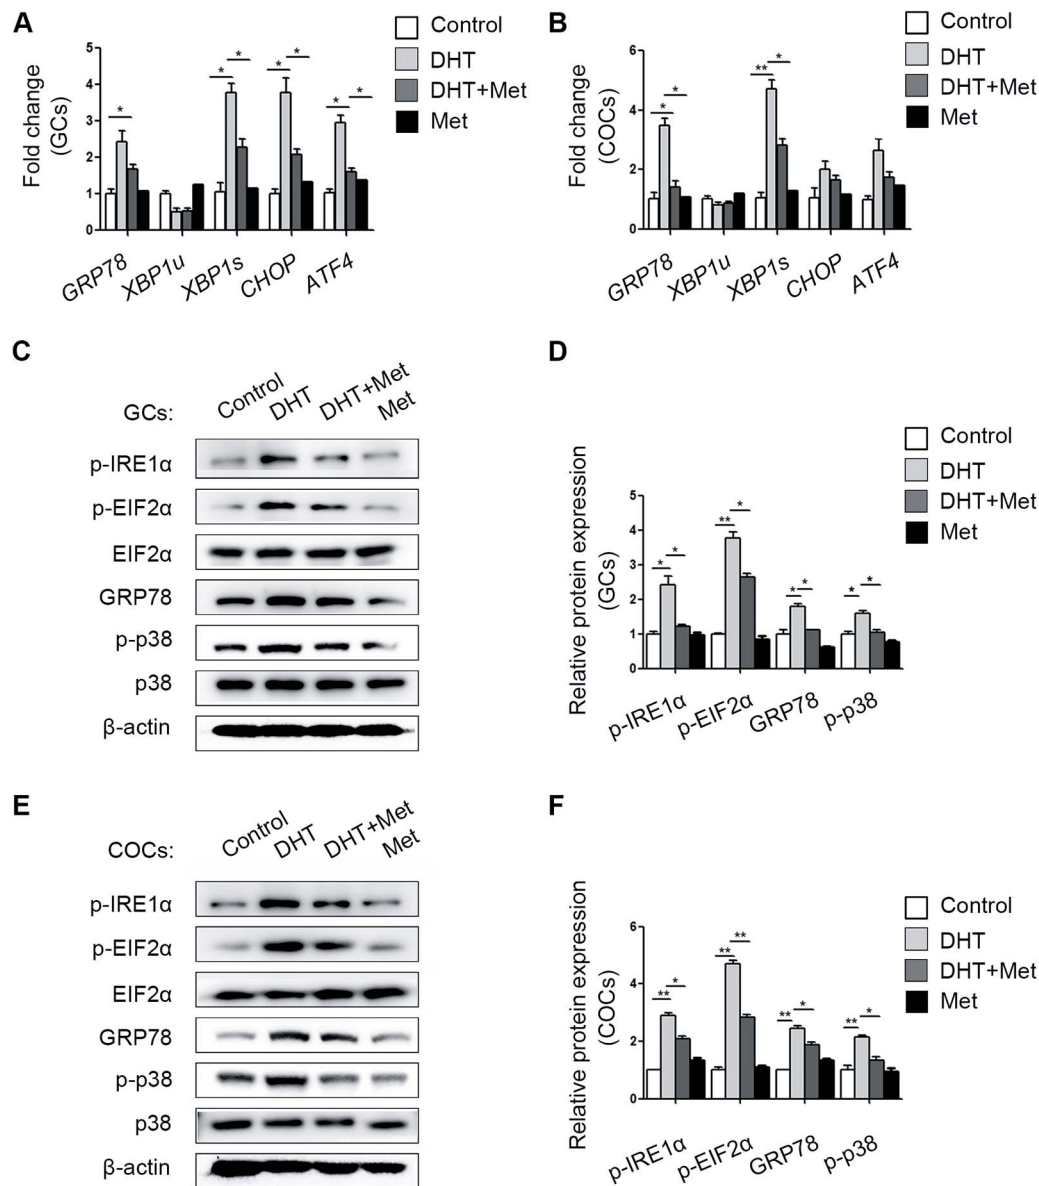 A
Fold change
(GCs)
5
4
3
2
1
0
*
*
*
*
*
*
*
GRP78
XBP1u
XBP1s
CHOP
ATF4
Control
DHT
DHT+Met
Met
B
Fold change
(COCs)
6
4
2
0
*
*
**
*
GRP78
XBP1u
XBP1s
CHOP
ATF4
Control
DHT
DHT+Met
Met
C
GCs:
Control
DHT
DHT+Met
Met
p-IRE1α
p-EIF2α
EIF2α
GRP78
p-p38
p38
β-actin
D
Relative protein expression
(GCs)
5
4
3
2
1
0
*
*
**
*
*
*
*
*
p-IRE1α
p-EIF2α
GRP78
p-p38
Control
DHT
DHT+Met
Met
E
COCs:
Control
DHT
DHT+Met
Met
p-IRE1α
p-EIF2α
EIF2α
GRP78
p-p38
p38
β-actin
F
Relative protein expression
(COCs)
6
4
2
0
**
*
**
**
**
*
**
*
p-IRE1α
p-EIF2α
GRP78
p-p38
Control
DHT
DHT+Met
Met